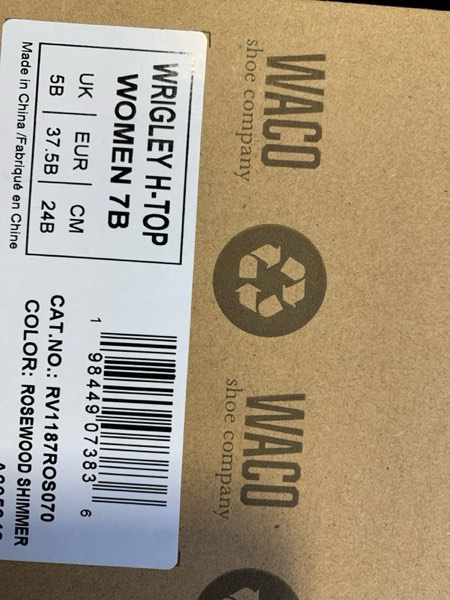 WRIGLEY H-TOP
WOMEN 7B
UK EUR CM
5B 37.5B 24B
Made in China /Fabriqué en Chine
1 98449 07383 6
CAT.NO.: RV1187ROS070
COLOR: ROSEWOOD SHIMMER
WACO
shoe company
WACO
shoe company